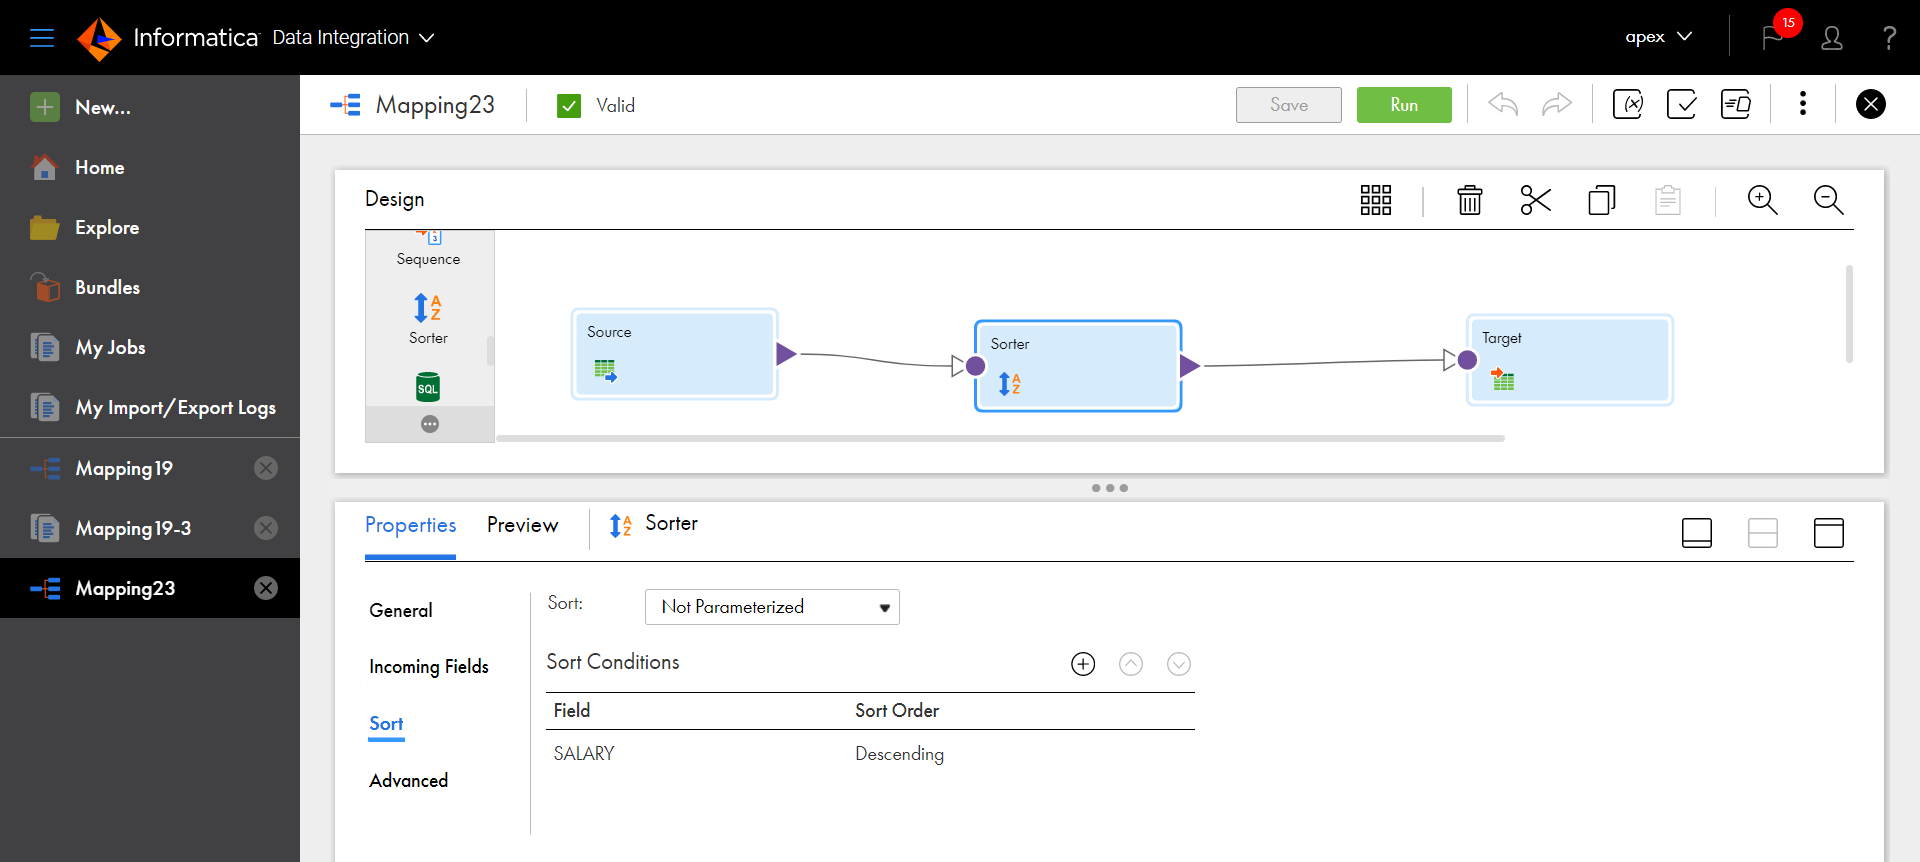 Informatica Data Integration
apex
15
?
New...
Home
Explore
Bundles
My Jobs
My Import/Export Logs
Mapping19
Mapping19-3
Mapping23
Mapping23
Valid
Save
Run
Design
3
Sequence
A
Z
Sorter
SQL
Source
Sorter
A
Z
Target
Properties
Preview
A
Z
Sorter
General
Incoming Fields
Sort
Advanced
Sort:
Not Parameterized
Sort Conditions
Field
Sort Order
SALARY
Descending